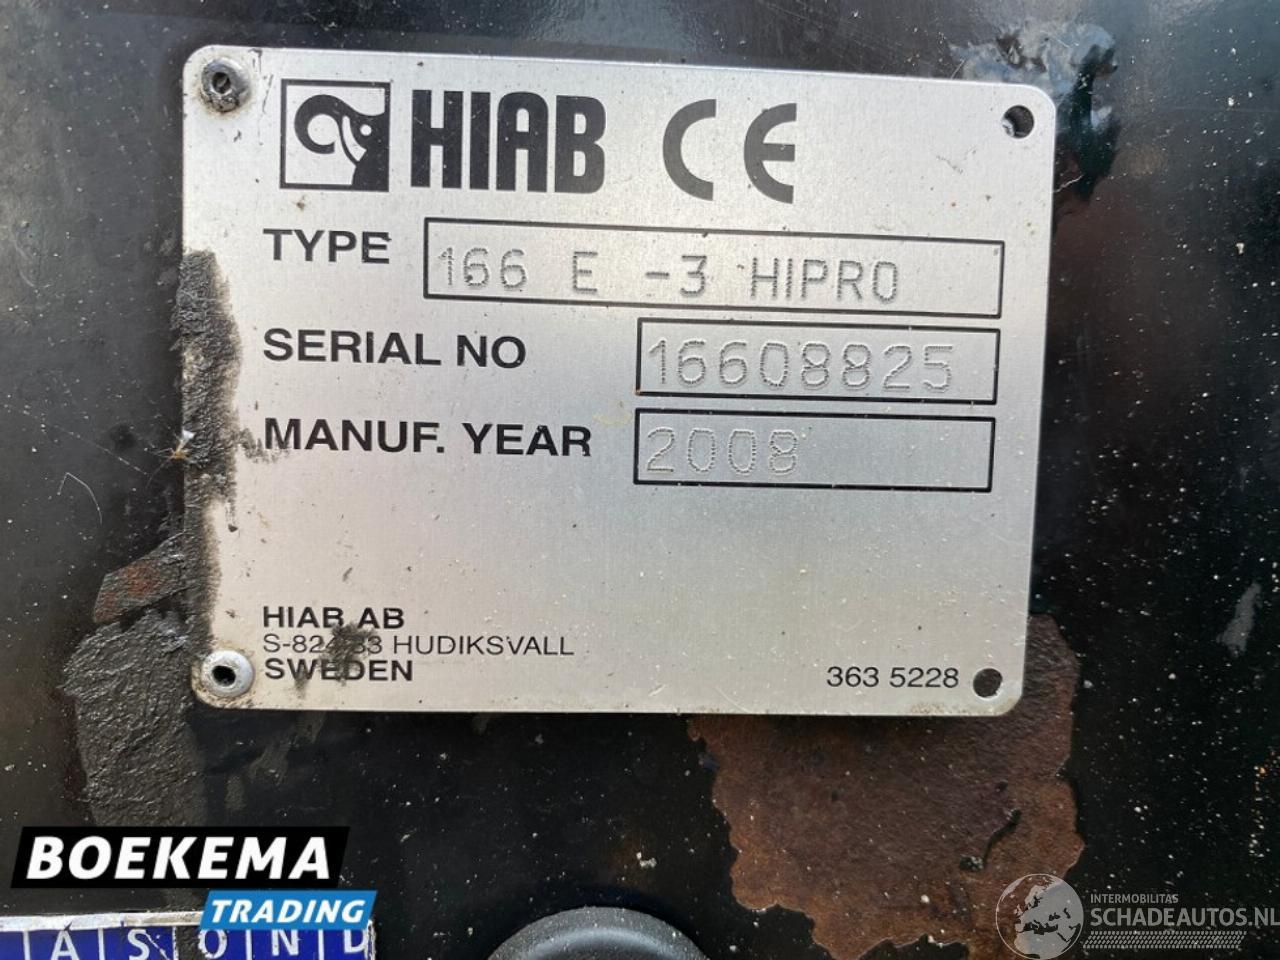 HIAB CE
TYPE 166 E -3 HIPRO
SERIAL NO 16608825
MANUF. YEAR 2008
HIAB AB
HUDIKSVALL
SWEDEN
363 5228
BOEKEMA
TRADING
A S O N D
INTERMOBILITAS
SCHADEAUTOS.NL